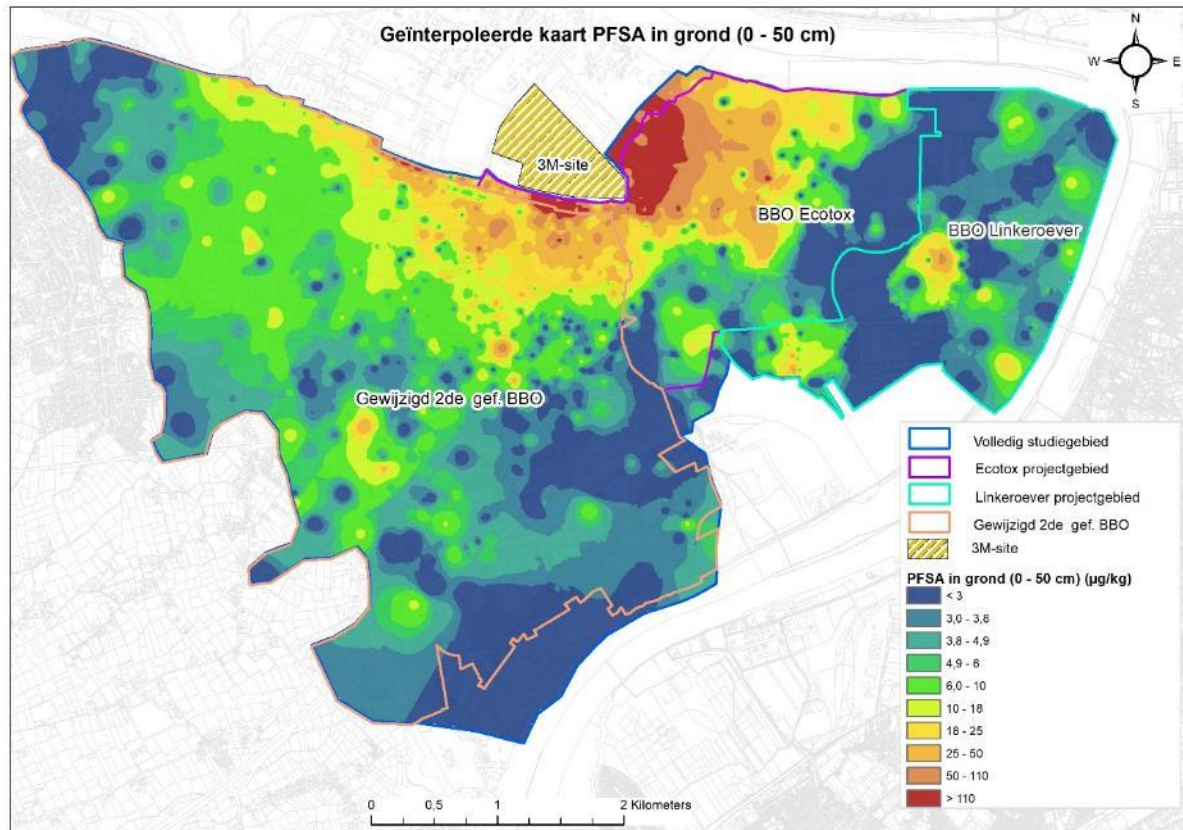 Geïnterpoleerde kaart PFSA in grond (0 - 50 cm)
N
W E
S
3M-site
BBO Ecotox
BBO Linkeroever
Gewijzigd 2de gef. BBO
Volledig studiegebied
Ecotox projectgebied
Linkeroever projectgebied
Gewijzigd 2de gef. BBO
3M-site
PFSA in grond (0 - 50 cm) (µg/kg)
< 3
3,0 - 3,8
3,8 - 4,9
4,9 - 6
6,0 - 10
10 - 18
18 - 25
25 - 50
50 - 110
> 110
0 0,5 1 2 Kilometers